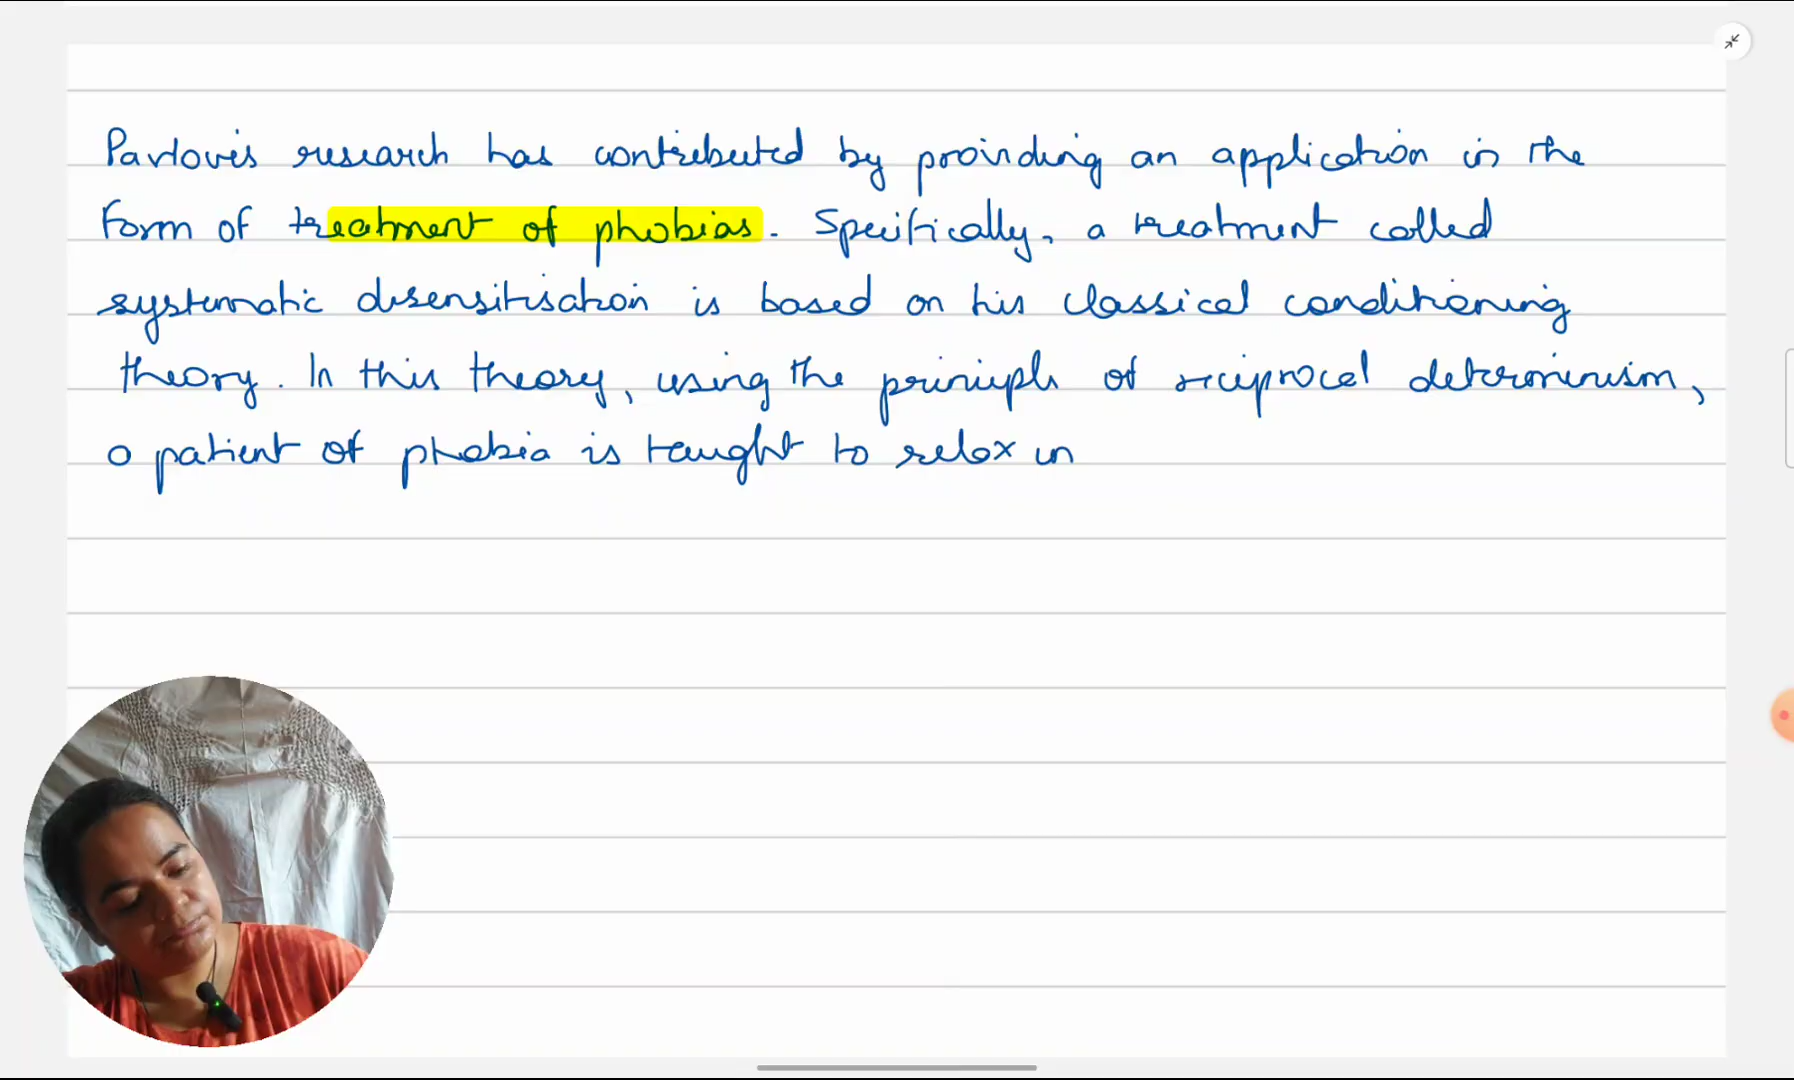 Pavlov's research has contributed by providing an application in the
form of treatment of phobias. Specifically, a treatment called
systematic desensitisation is based on his classical conditioning
theory. In this theory, using the principle of reciprocal determinism,
a patient of phobia is taught to relax in